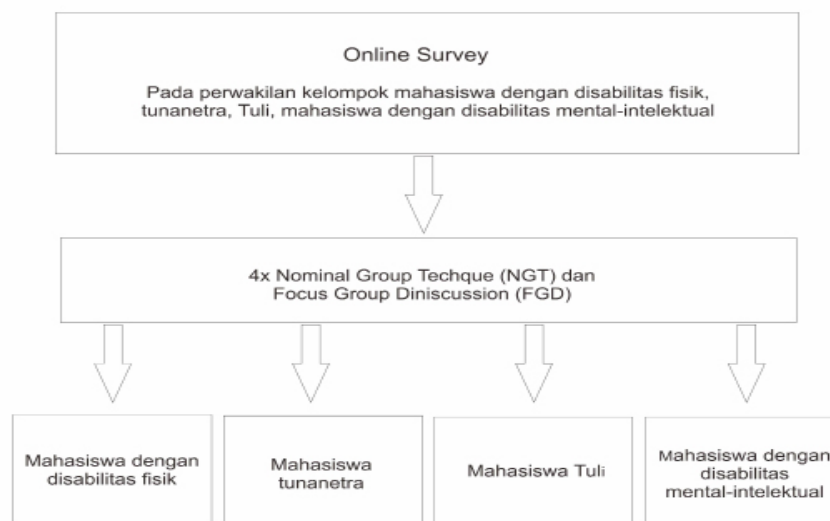 Online Survey
Pada perwakilan kelompok mahasiswa dengan disabilitas fisik,
tunanetra, Tuli, mahasiswa dengan disabilitas mental-intelektual
4x Nominal Group Techque (NGT) dan
Focus Group Diniscussion (FGD)
Mahasiswa dengan
disabilitas fisik
Mahasiswa
tunanetra
Mahasiswa Tuli
Mahasiswa dengan
disabilitas
mental-intelektual